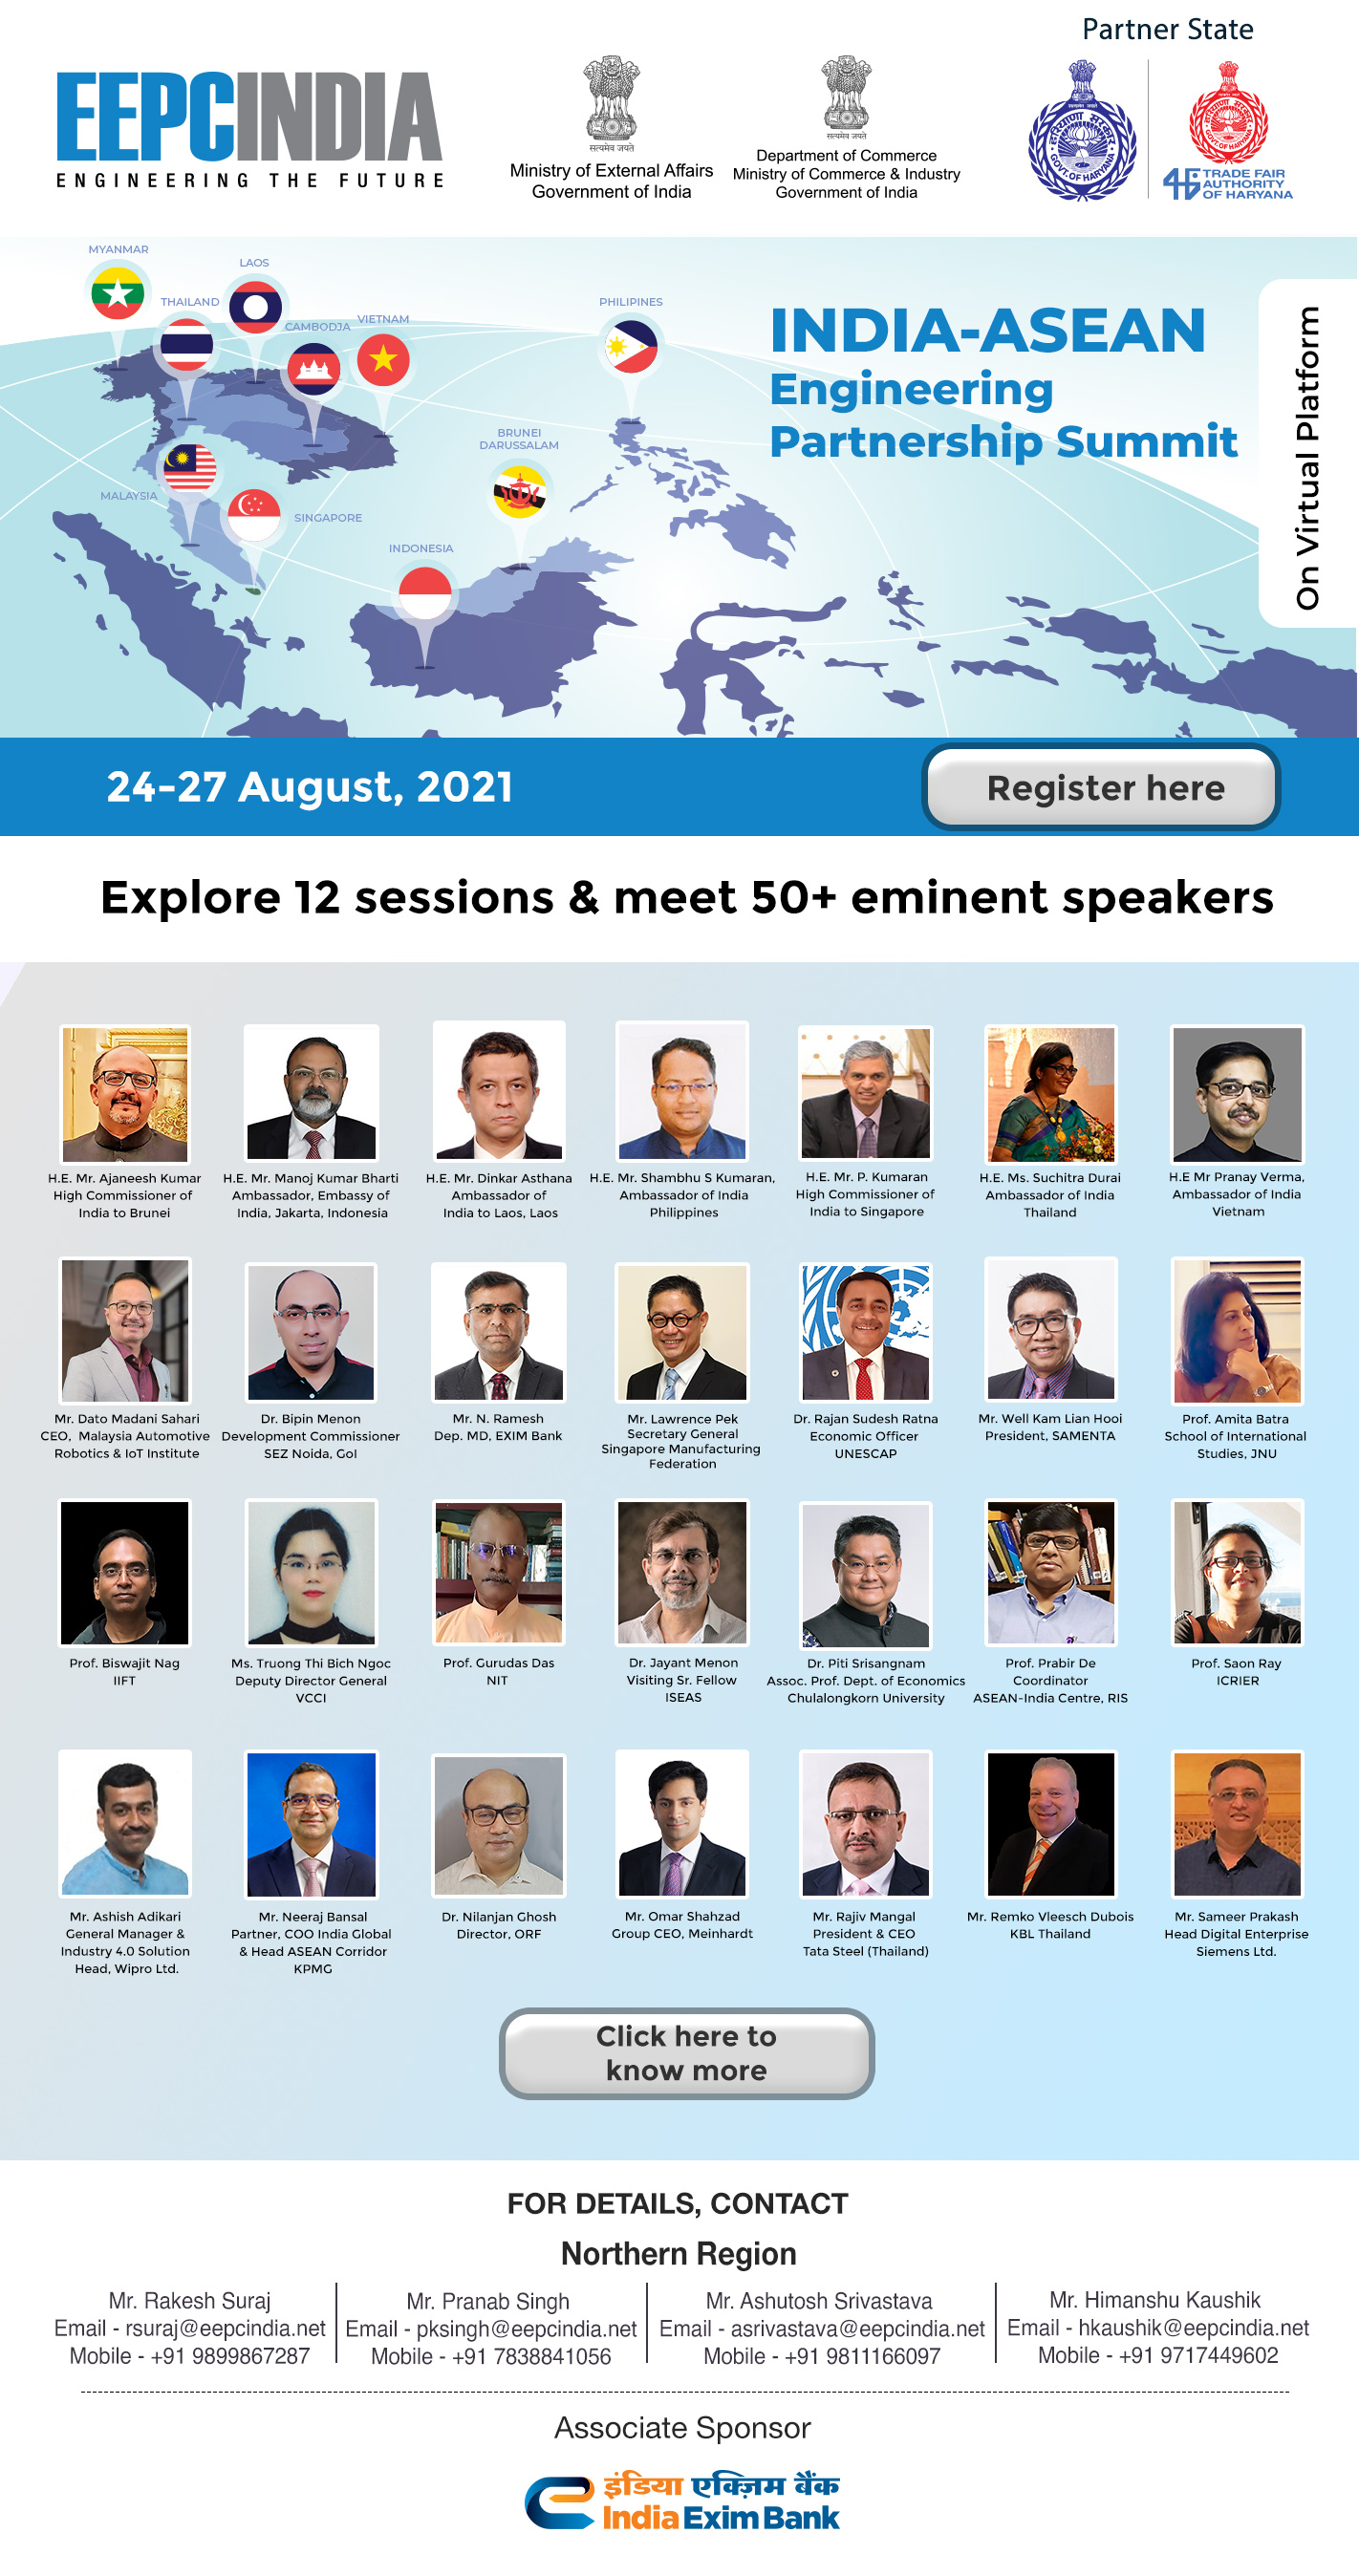 Partner State
EEPCINDIA
ENGINEERING THE FUTURE
सत्यमेव जयते
Ministry of External Affairs
Government of India
सत्यमेव जयते
Department of Commerce
Ministry of Commerce & Industry
Government of India
हरियाणा सरकार
GOVT. OF HARYANA
हरियाणा सरकार
GOVT. OF HARYANA
TRADE FAIR
AUTHORITY
OF HARYANA
MYANMAR
LAOS
THAILAND
CAMBODJA
VIETNAM
PHILIPINES
BRUNEI
DARUSSALAM
MALAYSIA
SINGAPORE
INDONESIA
INDIA-ASEAN
Engineering
Partnership Summit
On Virtual Platform
24-27 August, 2021
Register here
Explore 12 sessions & meet 50+ eminent speakers
H.E. Mr. Ajaneesh Kumar
High Commissioner of
India to Brunei
H.E. Mr. Manoj Kumar Bharti
Ambassador, Embassy of
India, Jakarta, Indonesia
H.E. Mr. Dinkar Asthana
Ambassador of
India to Laos, Laos
H.E. Mr. Shambhu S Kumaran,
Ambassador of India
Philippines
H.E. Mr. P. Kumaran
High Commissioner of
India to Singapore
H.E. Ms. Suchitra Durai
Ambassador of India
Thailand
H.E Mr Pranay Verma,
Ambassador of India
Vietnam
Mr. Dato Madani Sahari
CEO, Malaysia Automotive
Robotics & IoT Institute
Dr. Bipin Menon
Development Commissioner
SEZ Noida, GoI
Mr. N. Ramesh
Dep. MD, EXIM Bank
Mr. Lawrence Pek
Secretary General
Singapore Manufacturing
Federation
Dr. Rajan Sudesh Ratna
Economic Officer
UNESCAP
Mr. Well Kam Lian Hooi
President, SAMENTA
Prof. Amita Batra
School of International
Studies, JNU
Prof. Biswajit Nag
IIFT
Ms. Truong Thi Bich Ngoc
Deputy Director General
VCCI
Prof. Gurudas Das
NIT
Dr. Jayant Menon
Visiting Sr. Fellow
ISEAS
Dr. Piti Srisangnam
Assoc. Prof. Dept. of Economics
Chulalongkorn University
Prof. Prabir De
Coordinator
ASEAN-India Centre, RIS
Prof. Saon Ray
ICRIER
Mr. Ashish Adikari
General Manager &
Industry 4.0 Solution
Head, Wipro Ltd.
Mr. Neeraj Bansal
Partner, COO India Global
& Head ASEAN Corridor
KPMG
Dr. Nilanjan Ghosh
Director, ORF
Mr. Omar Shahzad
Group CEO, Meinhardt
Mr. Rajiv Mangal
President & CEO
Tata Steel (Thailand)
Mr. Remko Vleesch Dubois
KBL Thailand
Mr. Sameer Prakash
Head Digital Enterprise
Siemens Ltd.
Click here to
know more
FOR DETAILS, CONTACT
Northern Region
Mr. Rakesh Suraj
Email - rsuraj@eepcindia.net
Mobile - +91 9899867287
Mr. Pranab Singh
Email - pksingh@eepcindia.net
Mobile - +91 7838841056
Mr. Ashutosh Srivastava
Email - asrivastava@eepcindia.net
Mobile - +91 9811166097
Mr. Himanshu Kaushik
Email - hkaushik@eepcindia.net
Mobile - +91 9717449602
Associate Sponsor
इंडिया एक्ज़िम बैंक
India Exim Bank